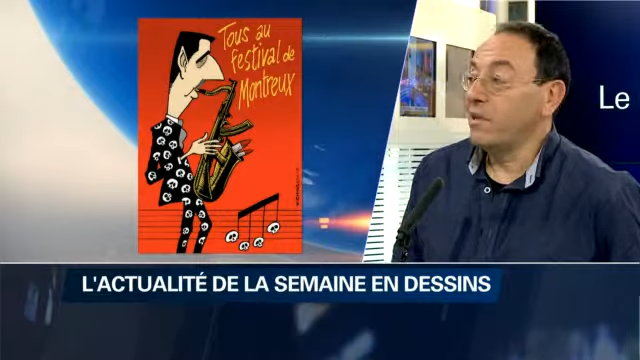 Tous au
festival de
Montreux
Le
L'ACTUALITÉ DE LA SEMAINE EN DESSINS